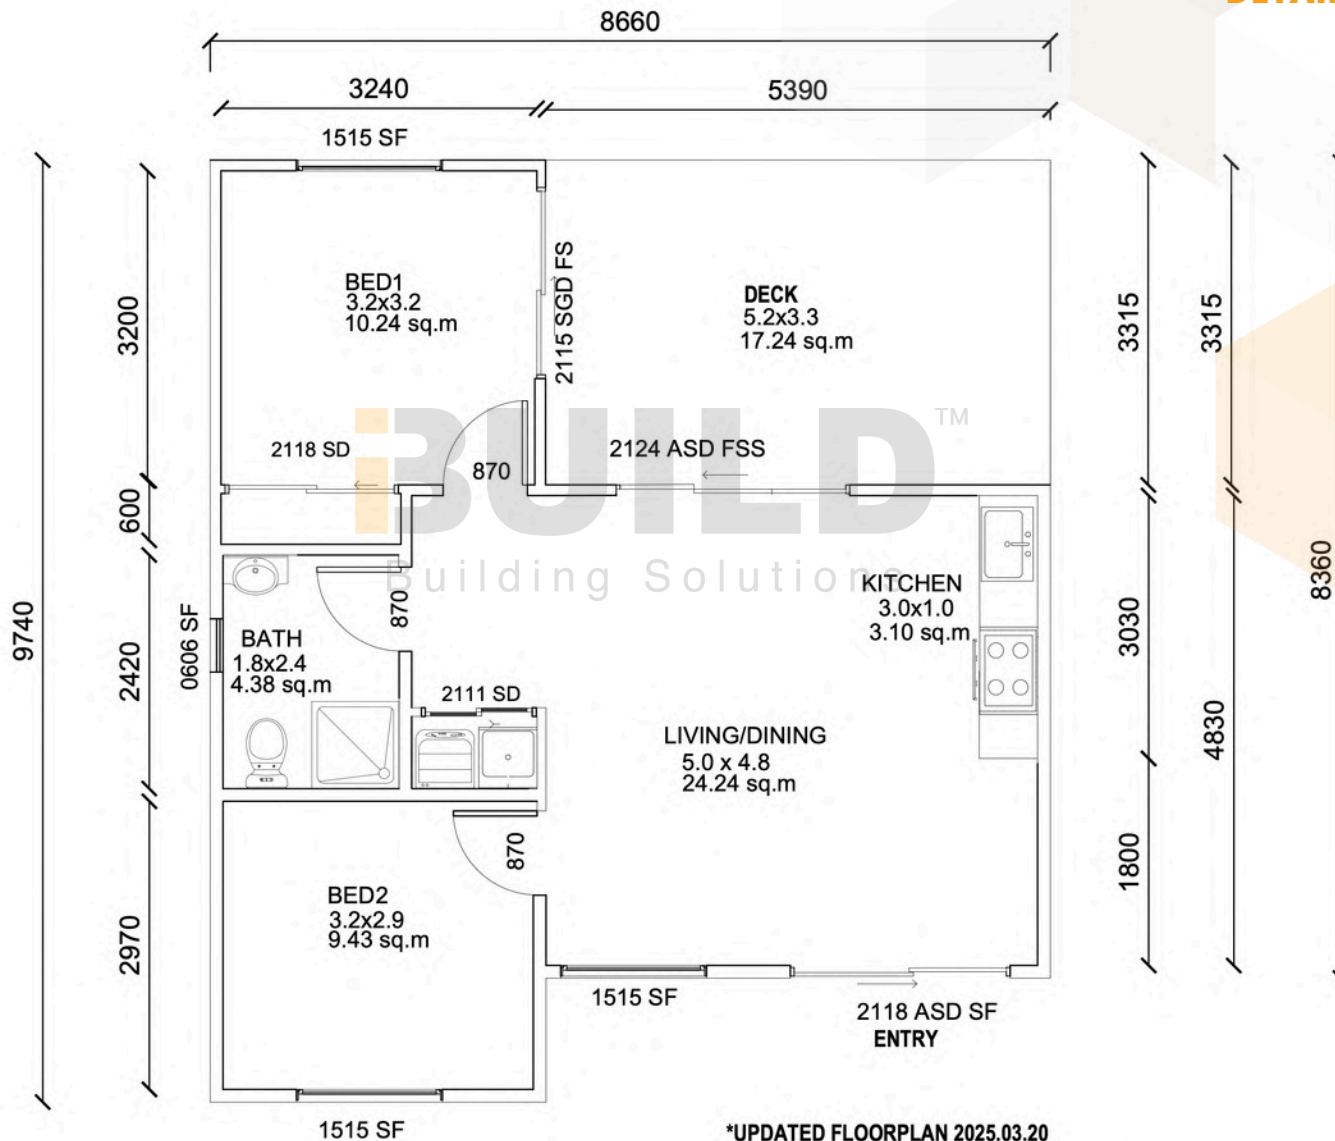 8660
3240
5390
1515 SF
BED1
3.2x3.2
10.24 sq.m
2115 SGD FS
DECK
5.2x3.3
17.24 sq.m
3200
3315
3315
2118 SD
870
2124 ASD FSS
iBUILD™
Building Solutions
600
9740
2420
0606 SF
BATH
1.8x2.4
4.38 sq.m
870
KITCHEN
3.0x1.0
3.10 sq.m
3030
4830
8360
2111 SD
LIVING/DINING
5.0 x 4.8
24.24 sq.m
870
1800
2970
BED2
3.2x2.9
9.43 sq.m
1515 SF
2118 ASD SF
ENTRY
1515 SF
*UPDATED FLOORPLAN 2025.03.20